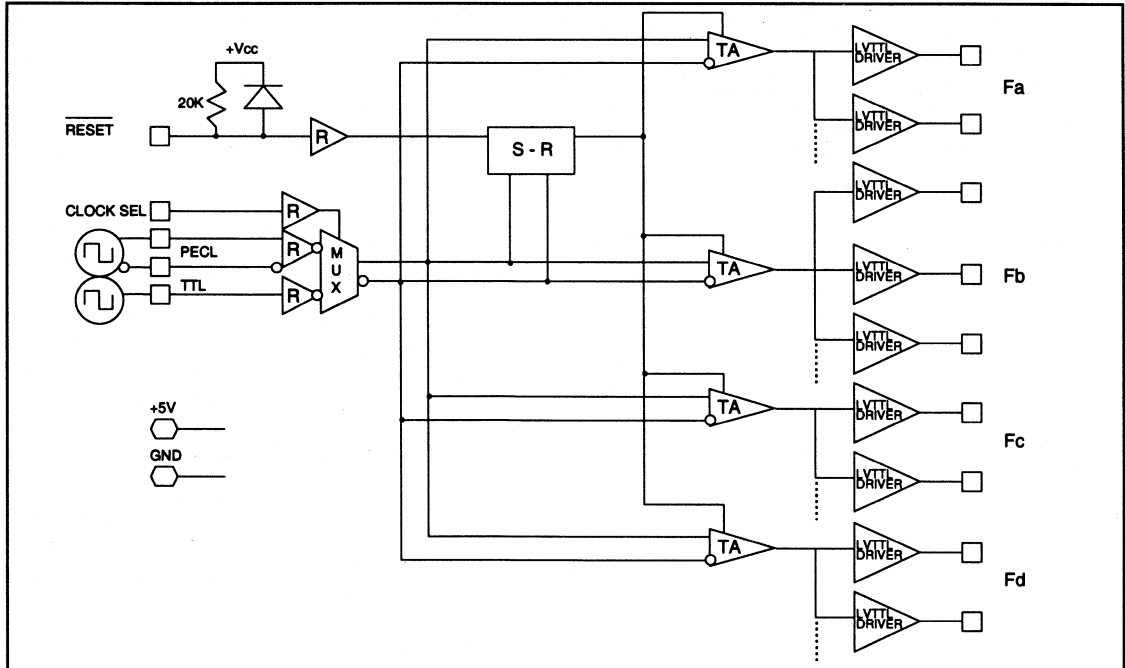 +Vcc
20K
RESET
R
S - R
CLOCK SEL
R
PECL
R
TTL
R
MUX
+5V
GND
TA
LVTTL DRIVER
Fa
LVTTL DRIVER
LVTTL DRIVER
TA
LVTTL DRIVER
Fb
LVTTL DRIVER
TA
LVTTL DRIVER
Fc
LVTTL DRIVER
TA
LVTTL DRIVER
Fd
LVTTL DRIVER